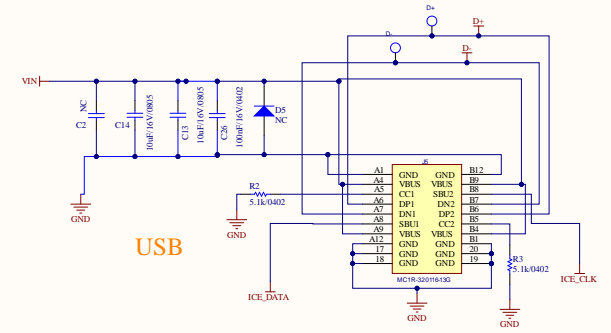 D+
D+
D-
D-
VIN
NC
C2
C14
10uF/16V/0805
C13
10uF/16V/0805
C26
100nF/16V/0402
D5
NC
J5
A1 GND GND B12
A4 VBUS VBUS B9
A5 CC1 SBU2 B8
A6 DP1 DN2 B7
A7 DN1 DP2 B6
A8 SBU1 CC2 B5
A9 VBUS VBUS B4
A12 GND GND B1
17 GND GND 20
18 GND GND 19
MC1R-32011643G
R2
5.1k/0402
GND
GND
USB
ICE_DATA
GND
R3
5.1k/0402
GND
ICE_CLK